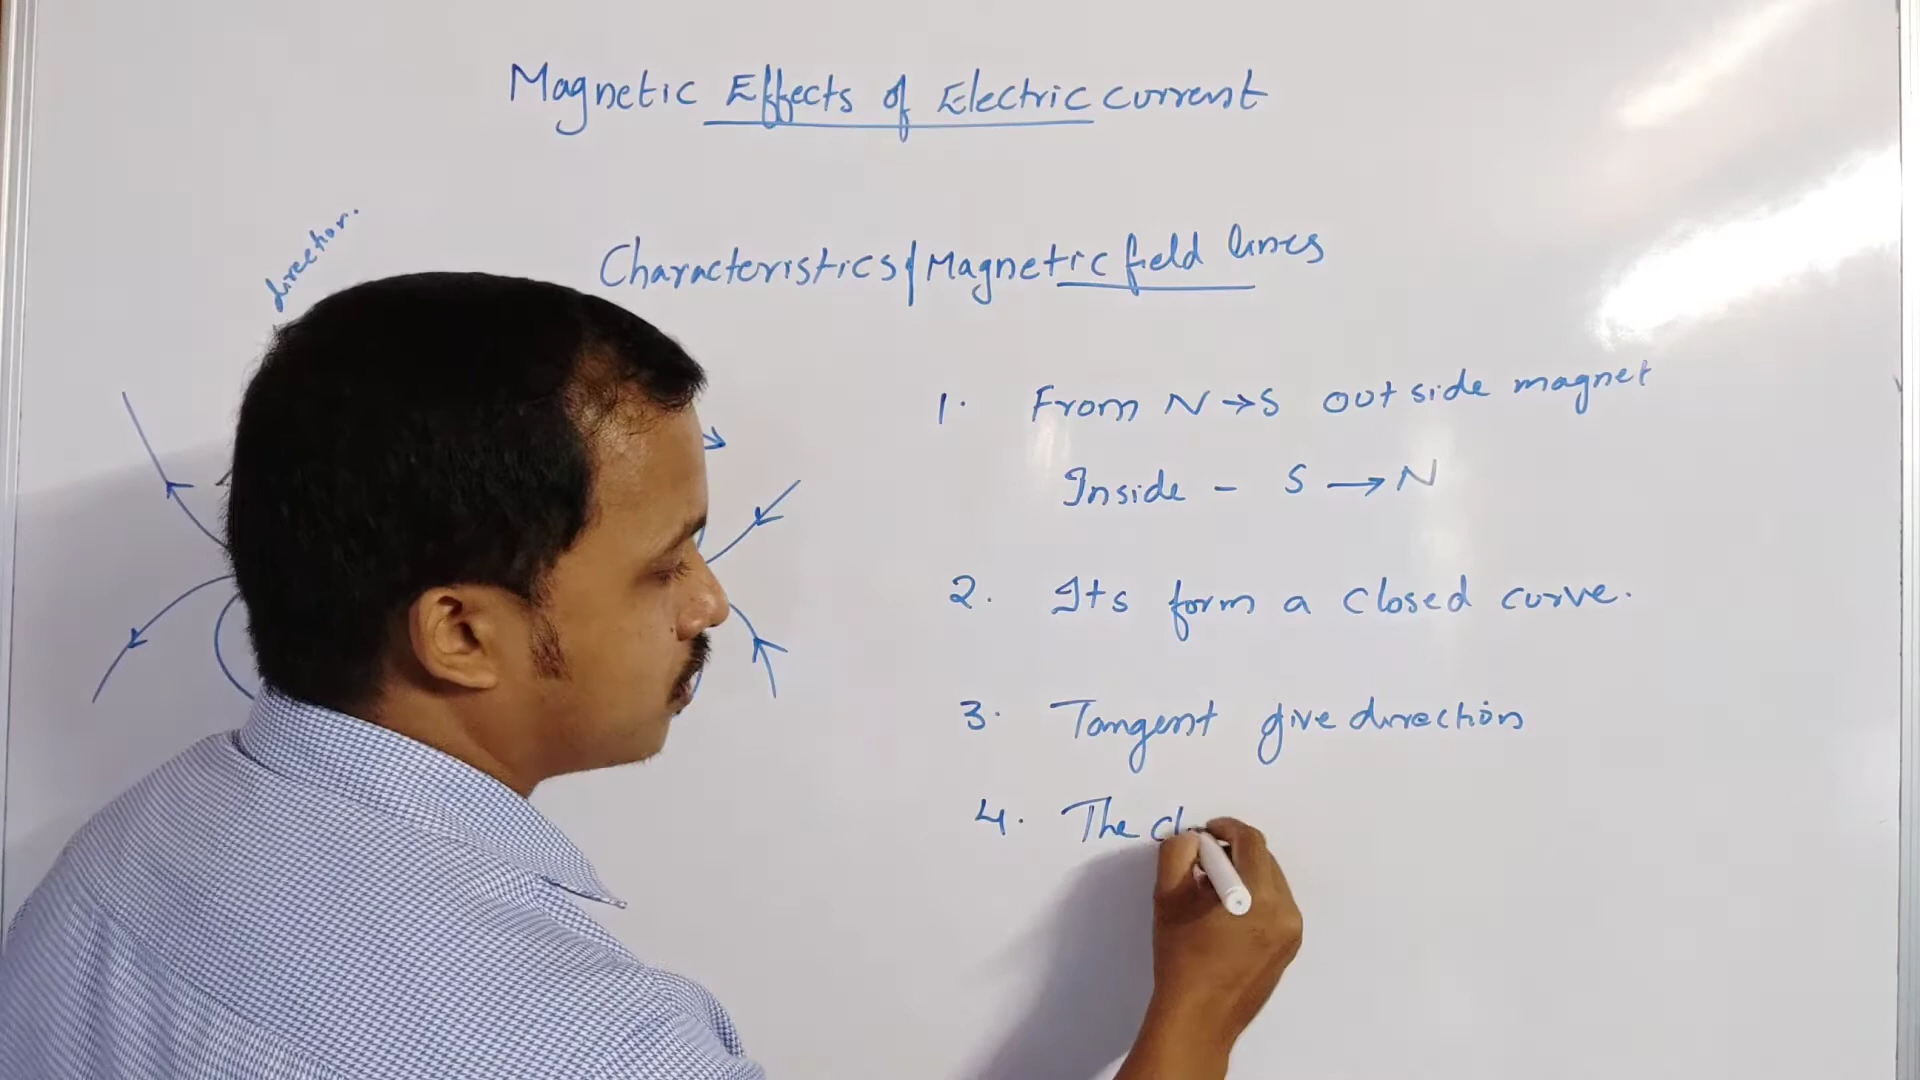 Magnetic Effects of Electric current
direction.
Characteristics of Magnetic field lines
1. From N → S outside magnet
Inside - S → N
2. Its form a closed curve.
3. Tangent give direction
4. The cl